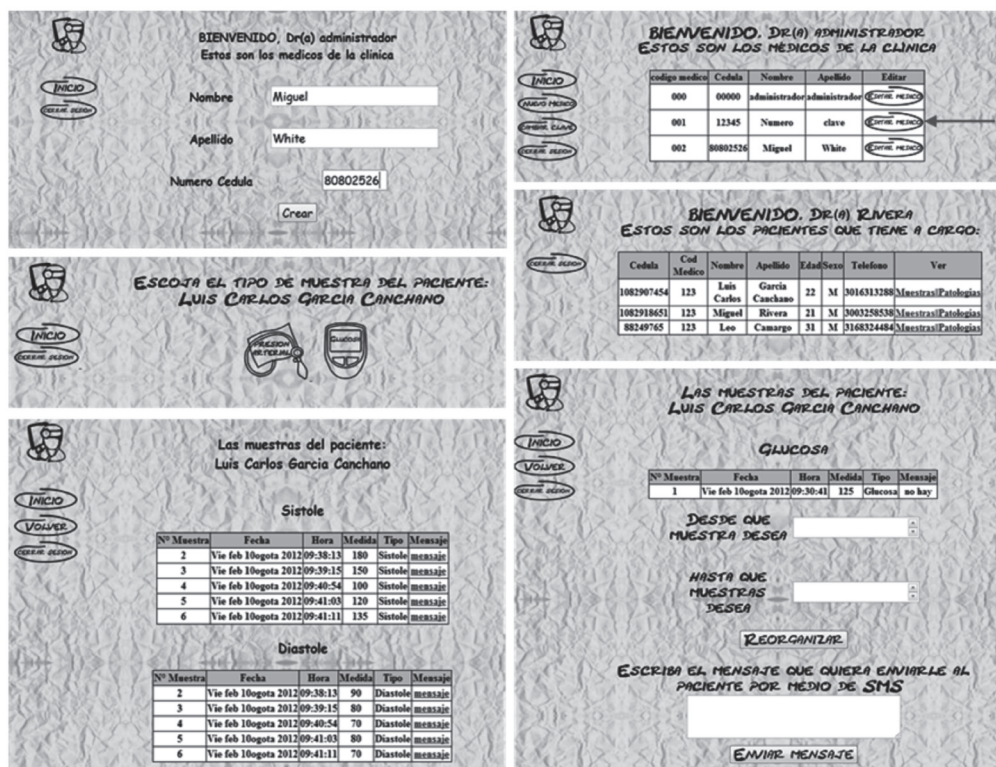 BIENVENIDO. Dr(a) administrador
Estos son los medicos de la clinica
INICIO
CERRAR SESION
Nombre Miguel
Apellido White
Numero Cedula 80802526
Crear
ESCOJA EL TIPO DE MUESTRA DEL PACIENTE:
LUIS CARLOS GARCIA CANCHANO
INICIO
CERRAR SESION
PRESION
ARTERIAL
GLUCOSA
Las muestras del paciente:
Luis Carlos Garcia Canchano
INICIO
VOLVER
CERRAR SESION
Sistole
Nº Muestra Fecha Hora Medida Tipo Mensaje
2 Vie feb 10ogota 2012 09:38:13 180 Sistole mensaje
3 Vie feb 10ogota 2012 09:39:15 150 Sistole mensaje
4 Vie feb 10ogota 2012 09:40:54 100 Sistole mensaje
5 Vie feb 10ogota 2012 09:41:03 120 Sistole mensaje
6 Vie feb 10ogota 2012 09:41:11 135 Sistole mensaje
Diastole
Nº Muestra Fecha Hora Medida Tipo Mensaje
2 Vie feb 10ogota 2012 09:38:13 90 Diastole mensaje
3 Vie feb 10ogota 2012 09:39:15 80 Diastole mensaje
4 Vie feb 10ogota 2012 09:40:54 70 Diastole mensaje
5 Vie feb 10ogota 2012 09:41:03 80 Diastole mensaje
6 Vie feb 10ogota 2012 09:41:11 70 Diastole mensaje
BIENVENIDO. DR(A) ADMINISTRADOR
ESTOS SON LOS MÉDICOS DE LA CLINICA
INICIO
NUEVO MEDICO
CAMBIAR CLAVE
CERRAR SESION
codigo medico Cedula Nombre Apellido Editar
000 00000 administrador administrador EDITAR MEDICO
001 12345 Numero clave EDITAR MEDICO
002 80802526 Miguel White EDITAR MEDICO
BIENVENIDO. DR(A) RIVERA
ESTOS SON LOS PACIENTES QUE TIENE A CARGO:
CERRAR SESION
Cedula Cod Medico Nombre Apellido Edad Sexo Telefono Ver
1082907454 123 Luis Carlos Garcia Canchano 22 M 3016313288 Muestras||Patologias
1082918651 123 Miguel Rivera 21 M 3003258538 Muestras||Patologias
88249765 123 Leo Camargo 31 M 3168324484 Muestras||Patologias
LAS MUESTRAS DEL PACIENTE:
LUIS CARLOS GARCIA CANCHANO
INICIO
VOLVER
CERRAR SESION
GLUCOSA
Nº Muestra Fecha Hora Medida Tipo Mensaje
1 Vie feb 10ogota 2012 09:30:41 125 Glucosa no hay
DESDE QUE
MUESTRA DESEA
HASTA QUE
MUESTRAS
DESEA
REORGANIZAR
ESCRIBA EL MENSAJE QUE QUIERA ENVIARLE AL
PACIENTE POR MEDIO DE SMS
ENVIAR MENSAJE